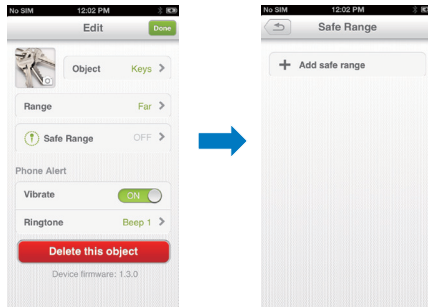 No SIM 12:02 PM
Edit Done
Object Keys
Range Far
Safe Range OFF
Phone Alert
Vibrate ON
Ringtone Beep 1
Delete this object
Device firmware: 1.3.0
No SIM 12:02 PM
Safe Range
Add safe range